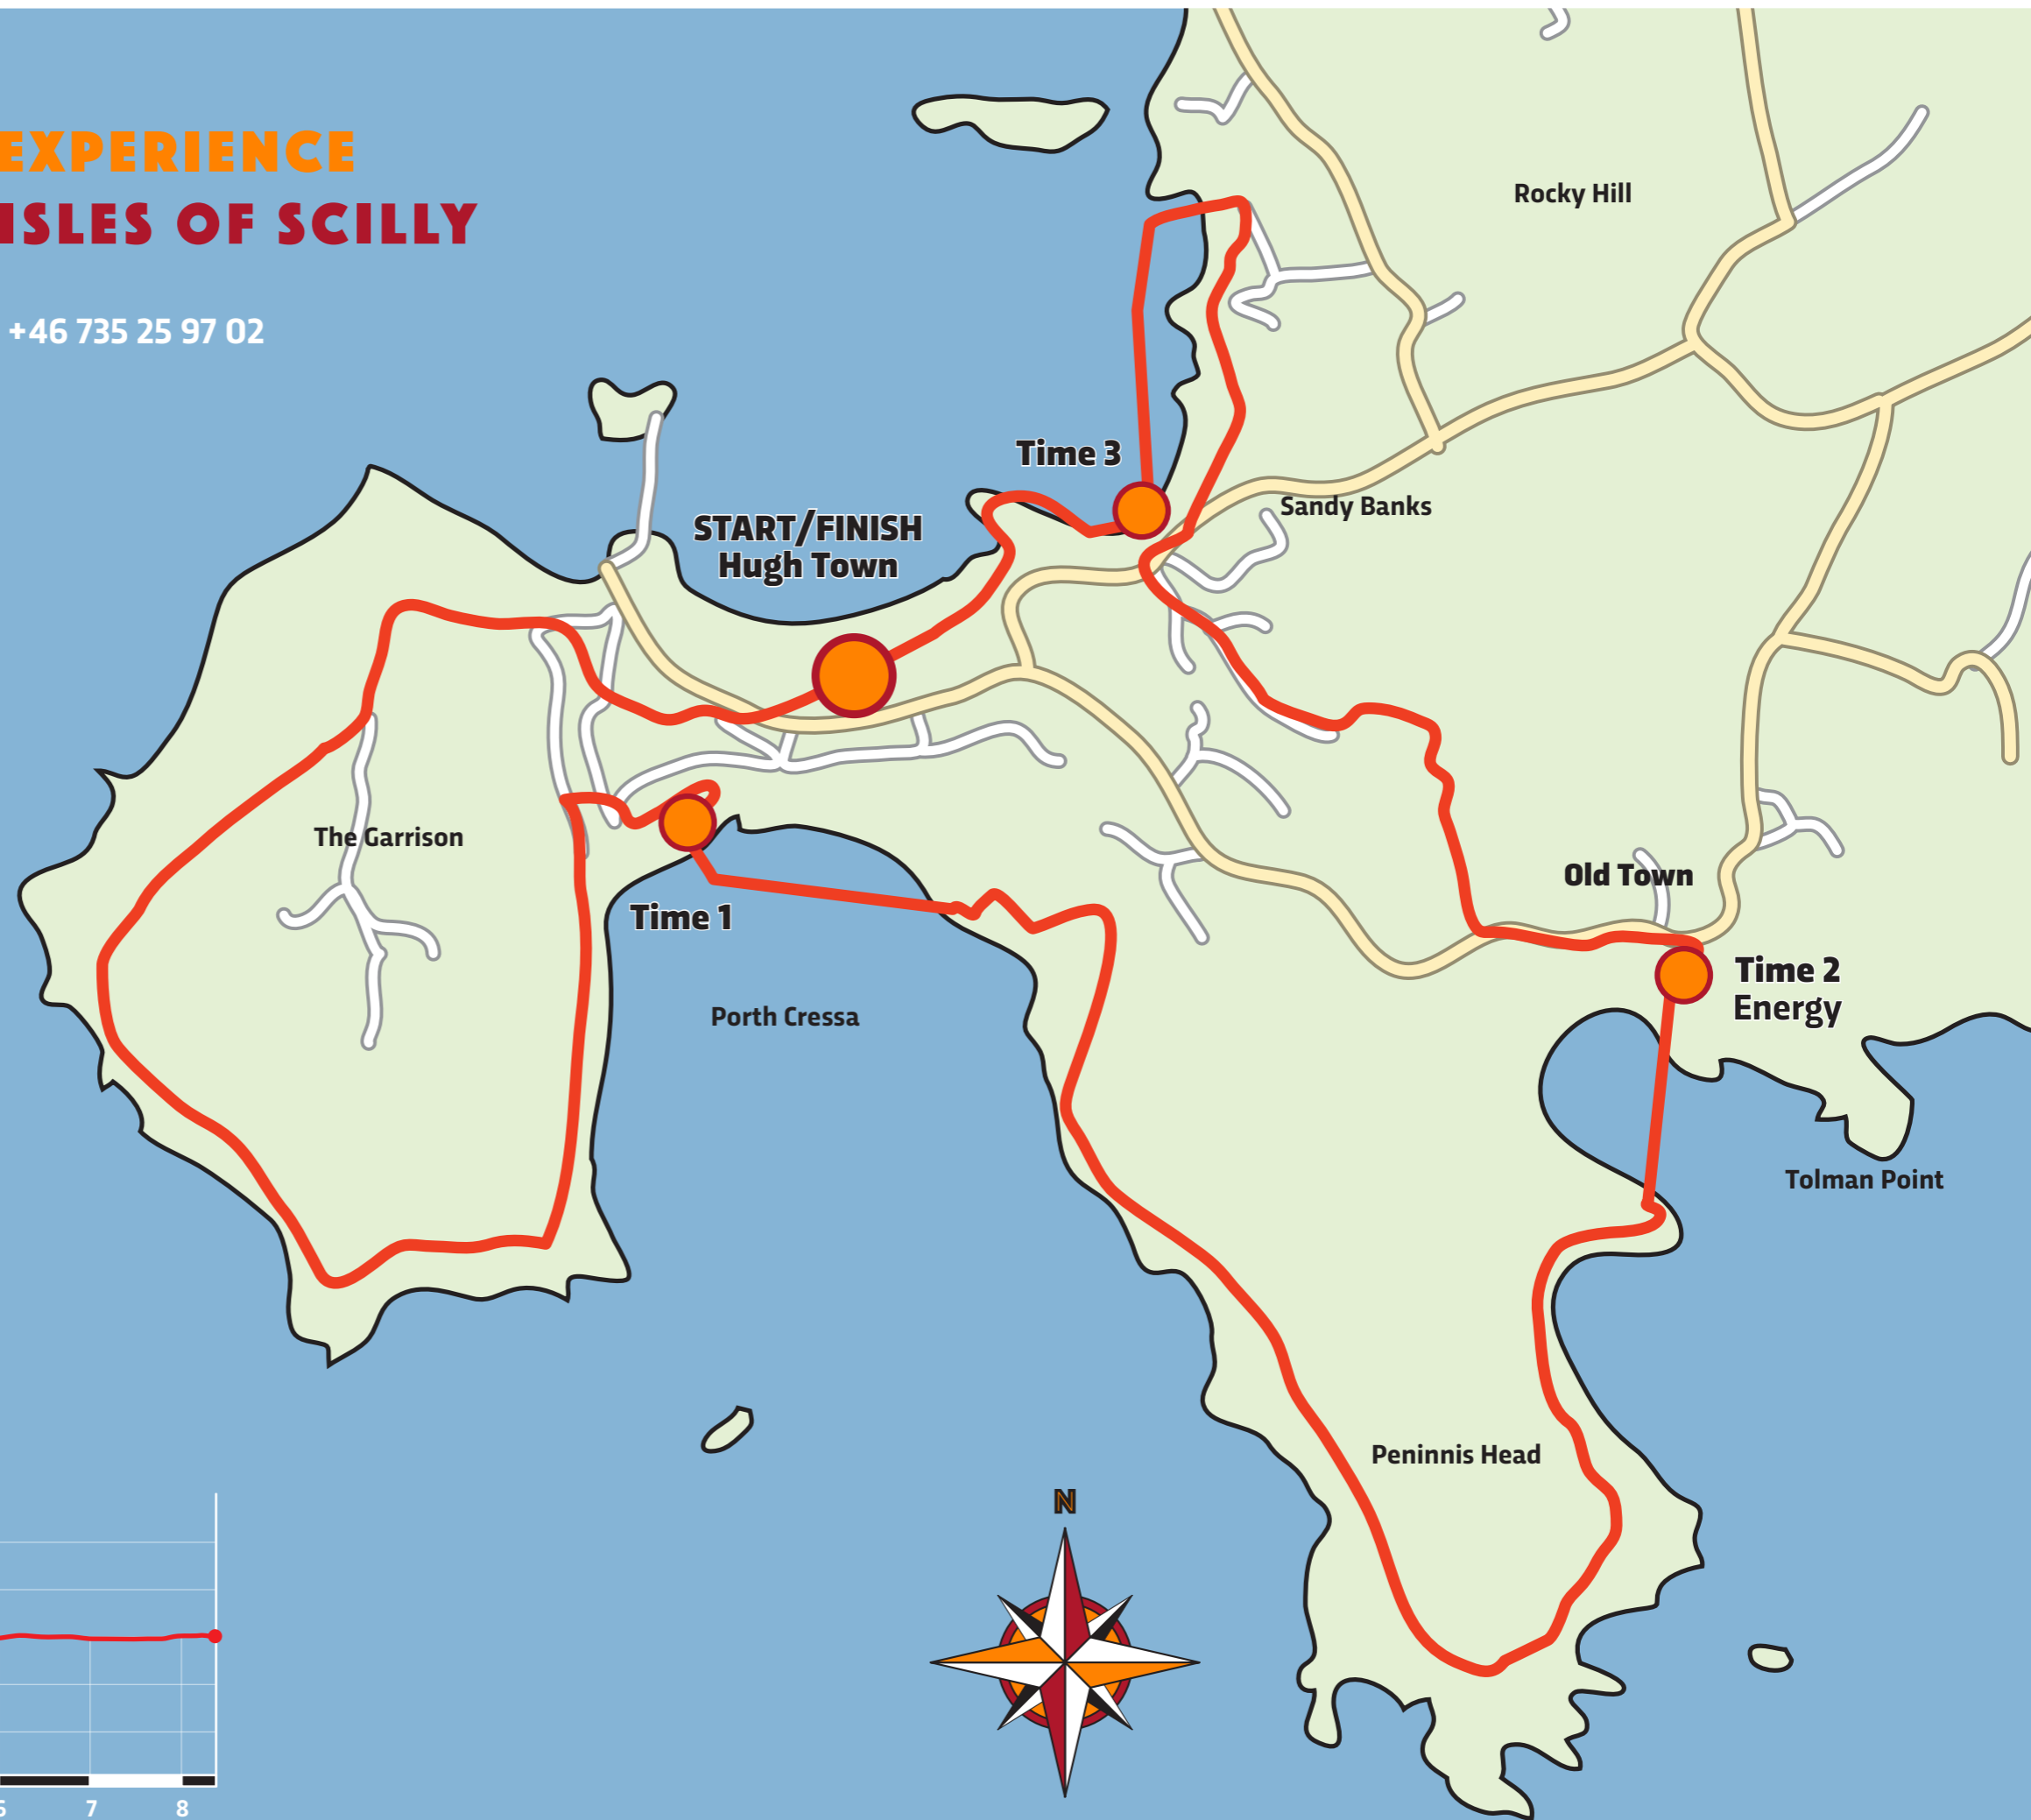 EXPERIENCE
ISLES OF SCILLY
+46 735 25 97 02
Rocky Hill
Time 3
Sandy Banks
START/FINISH
Hugh Town
The Garrison
Time 1
Old Town
Time 2
Energy
Porth Cressa
Tolman Point
Peninnis Head
N
7 8